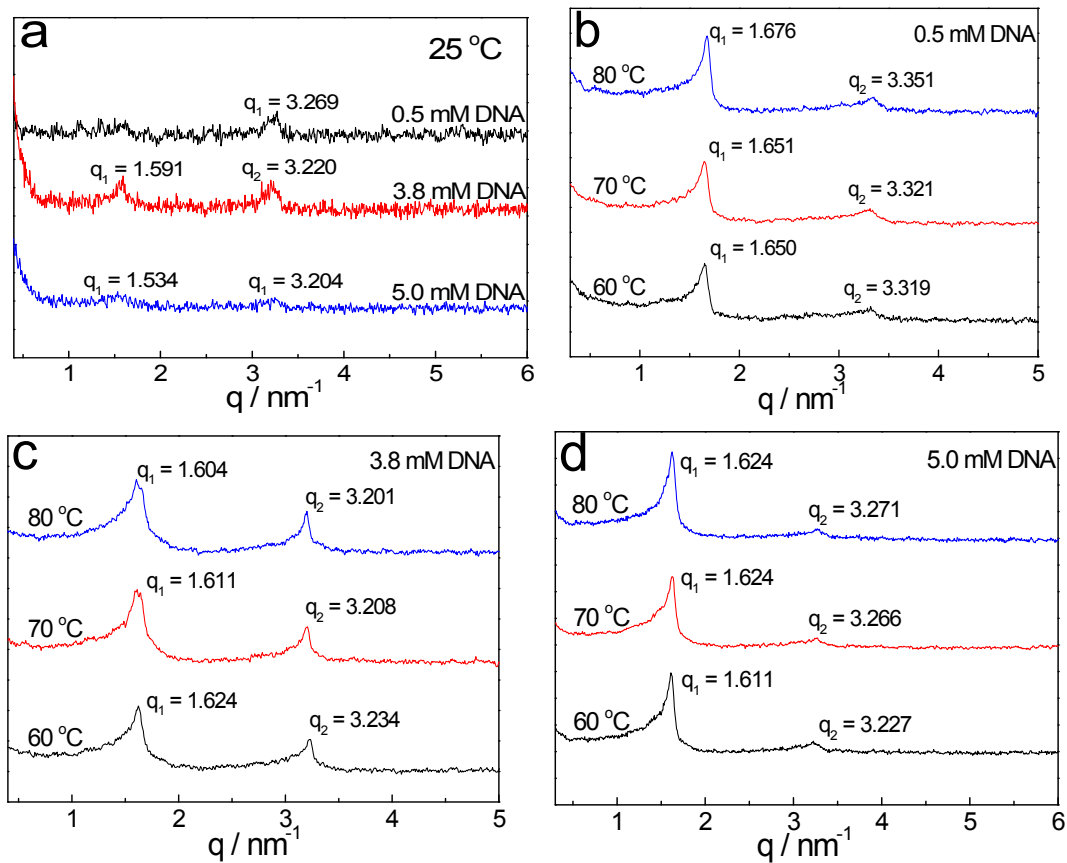 a
25 °C
q₁ = 3.269
0.5 mM DNA
q₁ = 1.591
q₂ = 3.220
3.8 mM DNA
q₁ = 1.534
q₁ = 3.204
5.0 mM DNA
1 2 3 4 5 6
q / nm⁻¹
b
0.5 mM DNA
q₁ = 1.676
80 °C
q₂ = 3.351
q₁ = 1.651
70 °C
q₂ = 3.321
q₁ = 1.650
60 °C
q₂ = 3.319
1 2 3 4 5
q / nm⁻¹
c
3.8 mM DNA
q₁ = 1.604
80 °C
q₂ = 3.201
q₁ = 1.611
70 °C
q₂ = 3.208
q₁ = 1.624
60 °C
q₂ = 3.234
1 2 3 4 5
q / nm⁻¹
d
5.0 mM DNA
q₁ = 1.624
80 °C
q₂ = 3.271
q₁ = 1.624
70 °C
q₂ = 3.266
q₁ = 1.611
60 °C
q₂ = 3.227
1 2 3 4 5 6
q / nm⁻¹